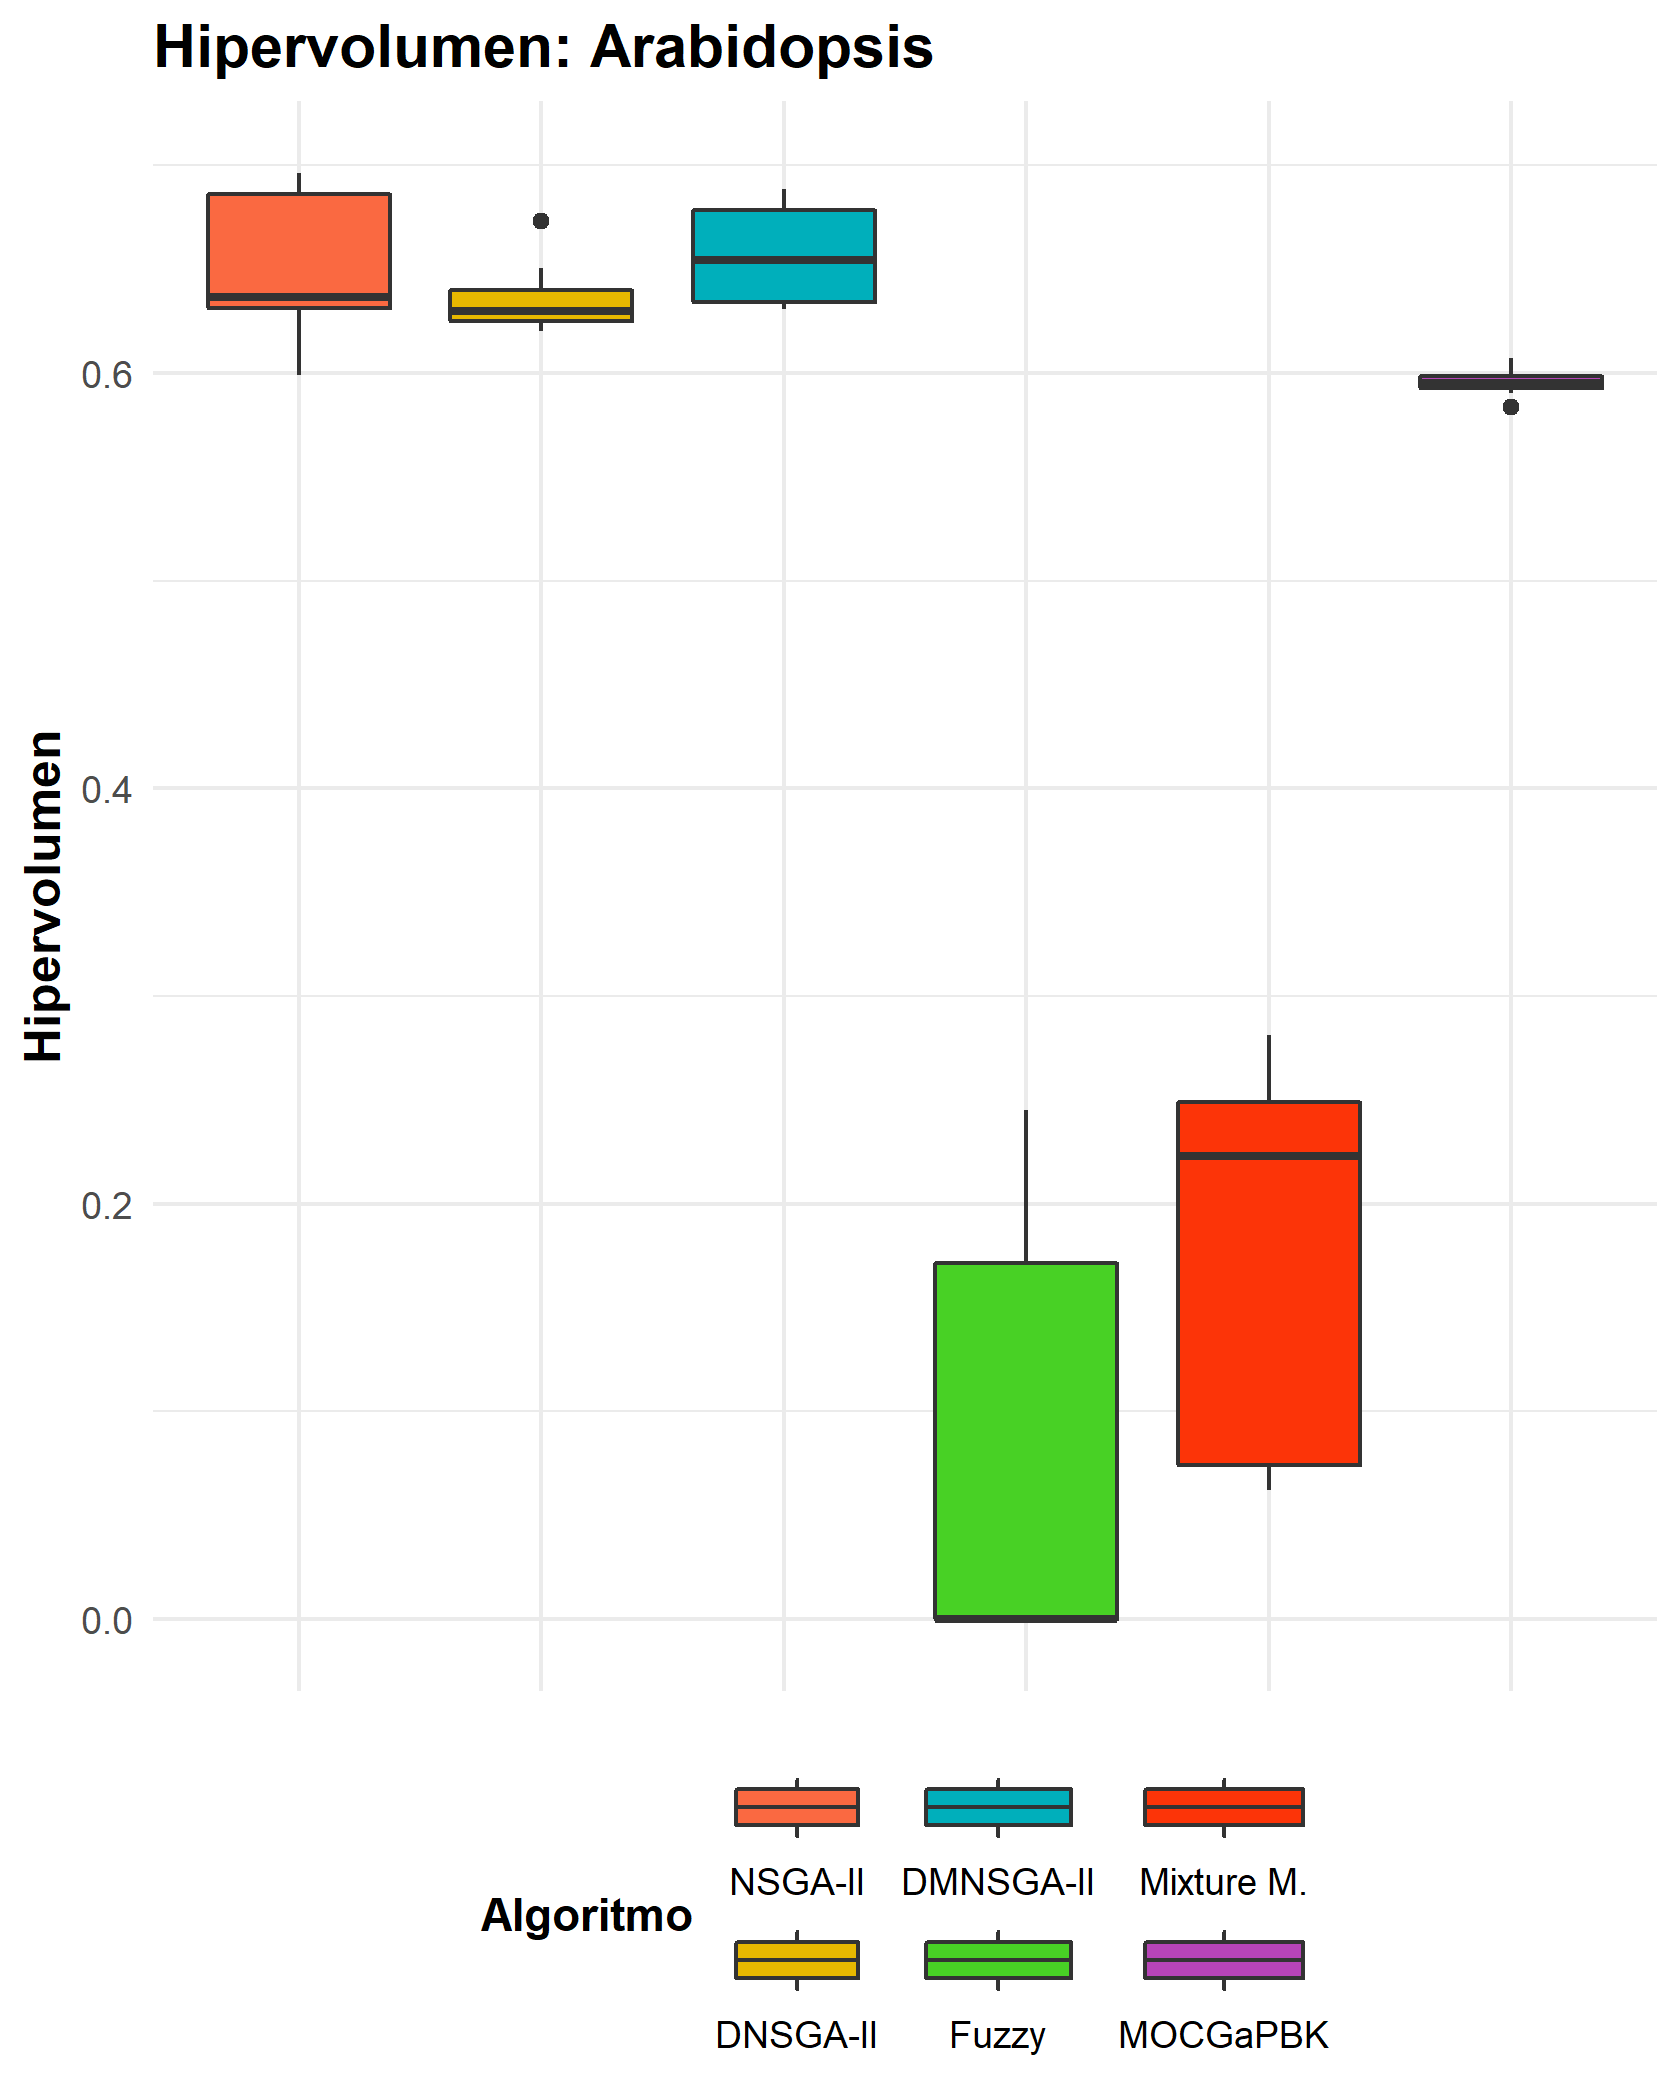 Hipervolumen: Arabidopsis
Hipervolumen
0.6
0.4
0.2
0.0
Algoritmo
NSGA-II
DMNSGA-II
Mixture M.
DNSGA-II
Fuzzy
MOCGaPBK